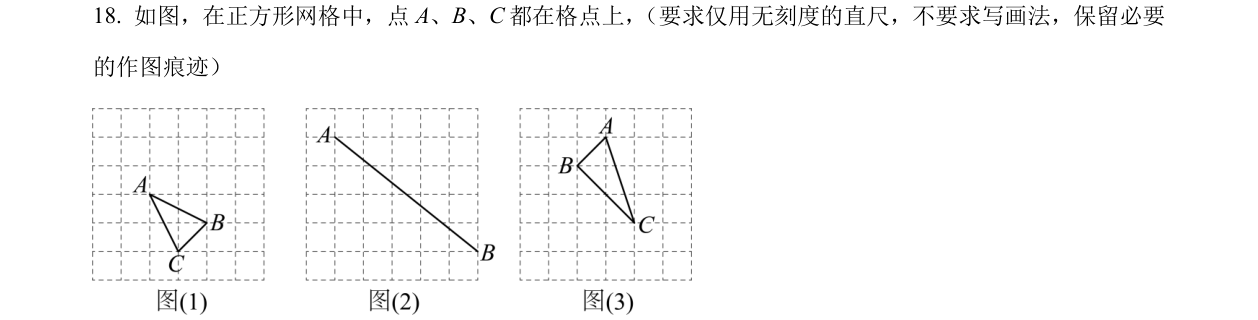 18. 如图，在正方形网格中，点 A、B、C 都在格点上，（要求仅用无刻度的直尺，不要求写画法，保留必要
的作图痕迹）
A
B
C
A
B
A
B
C
图(1)
图(2)
图(3)